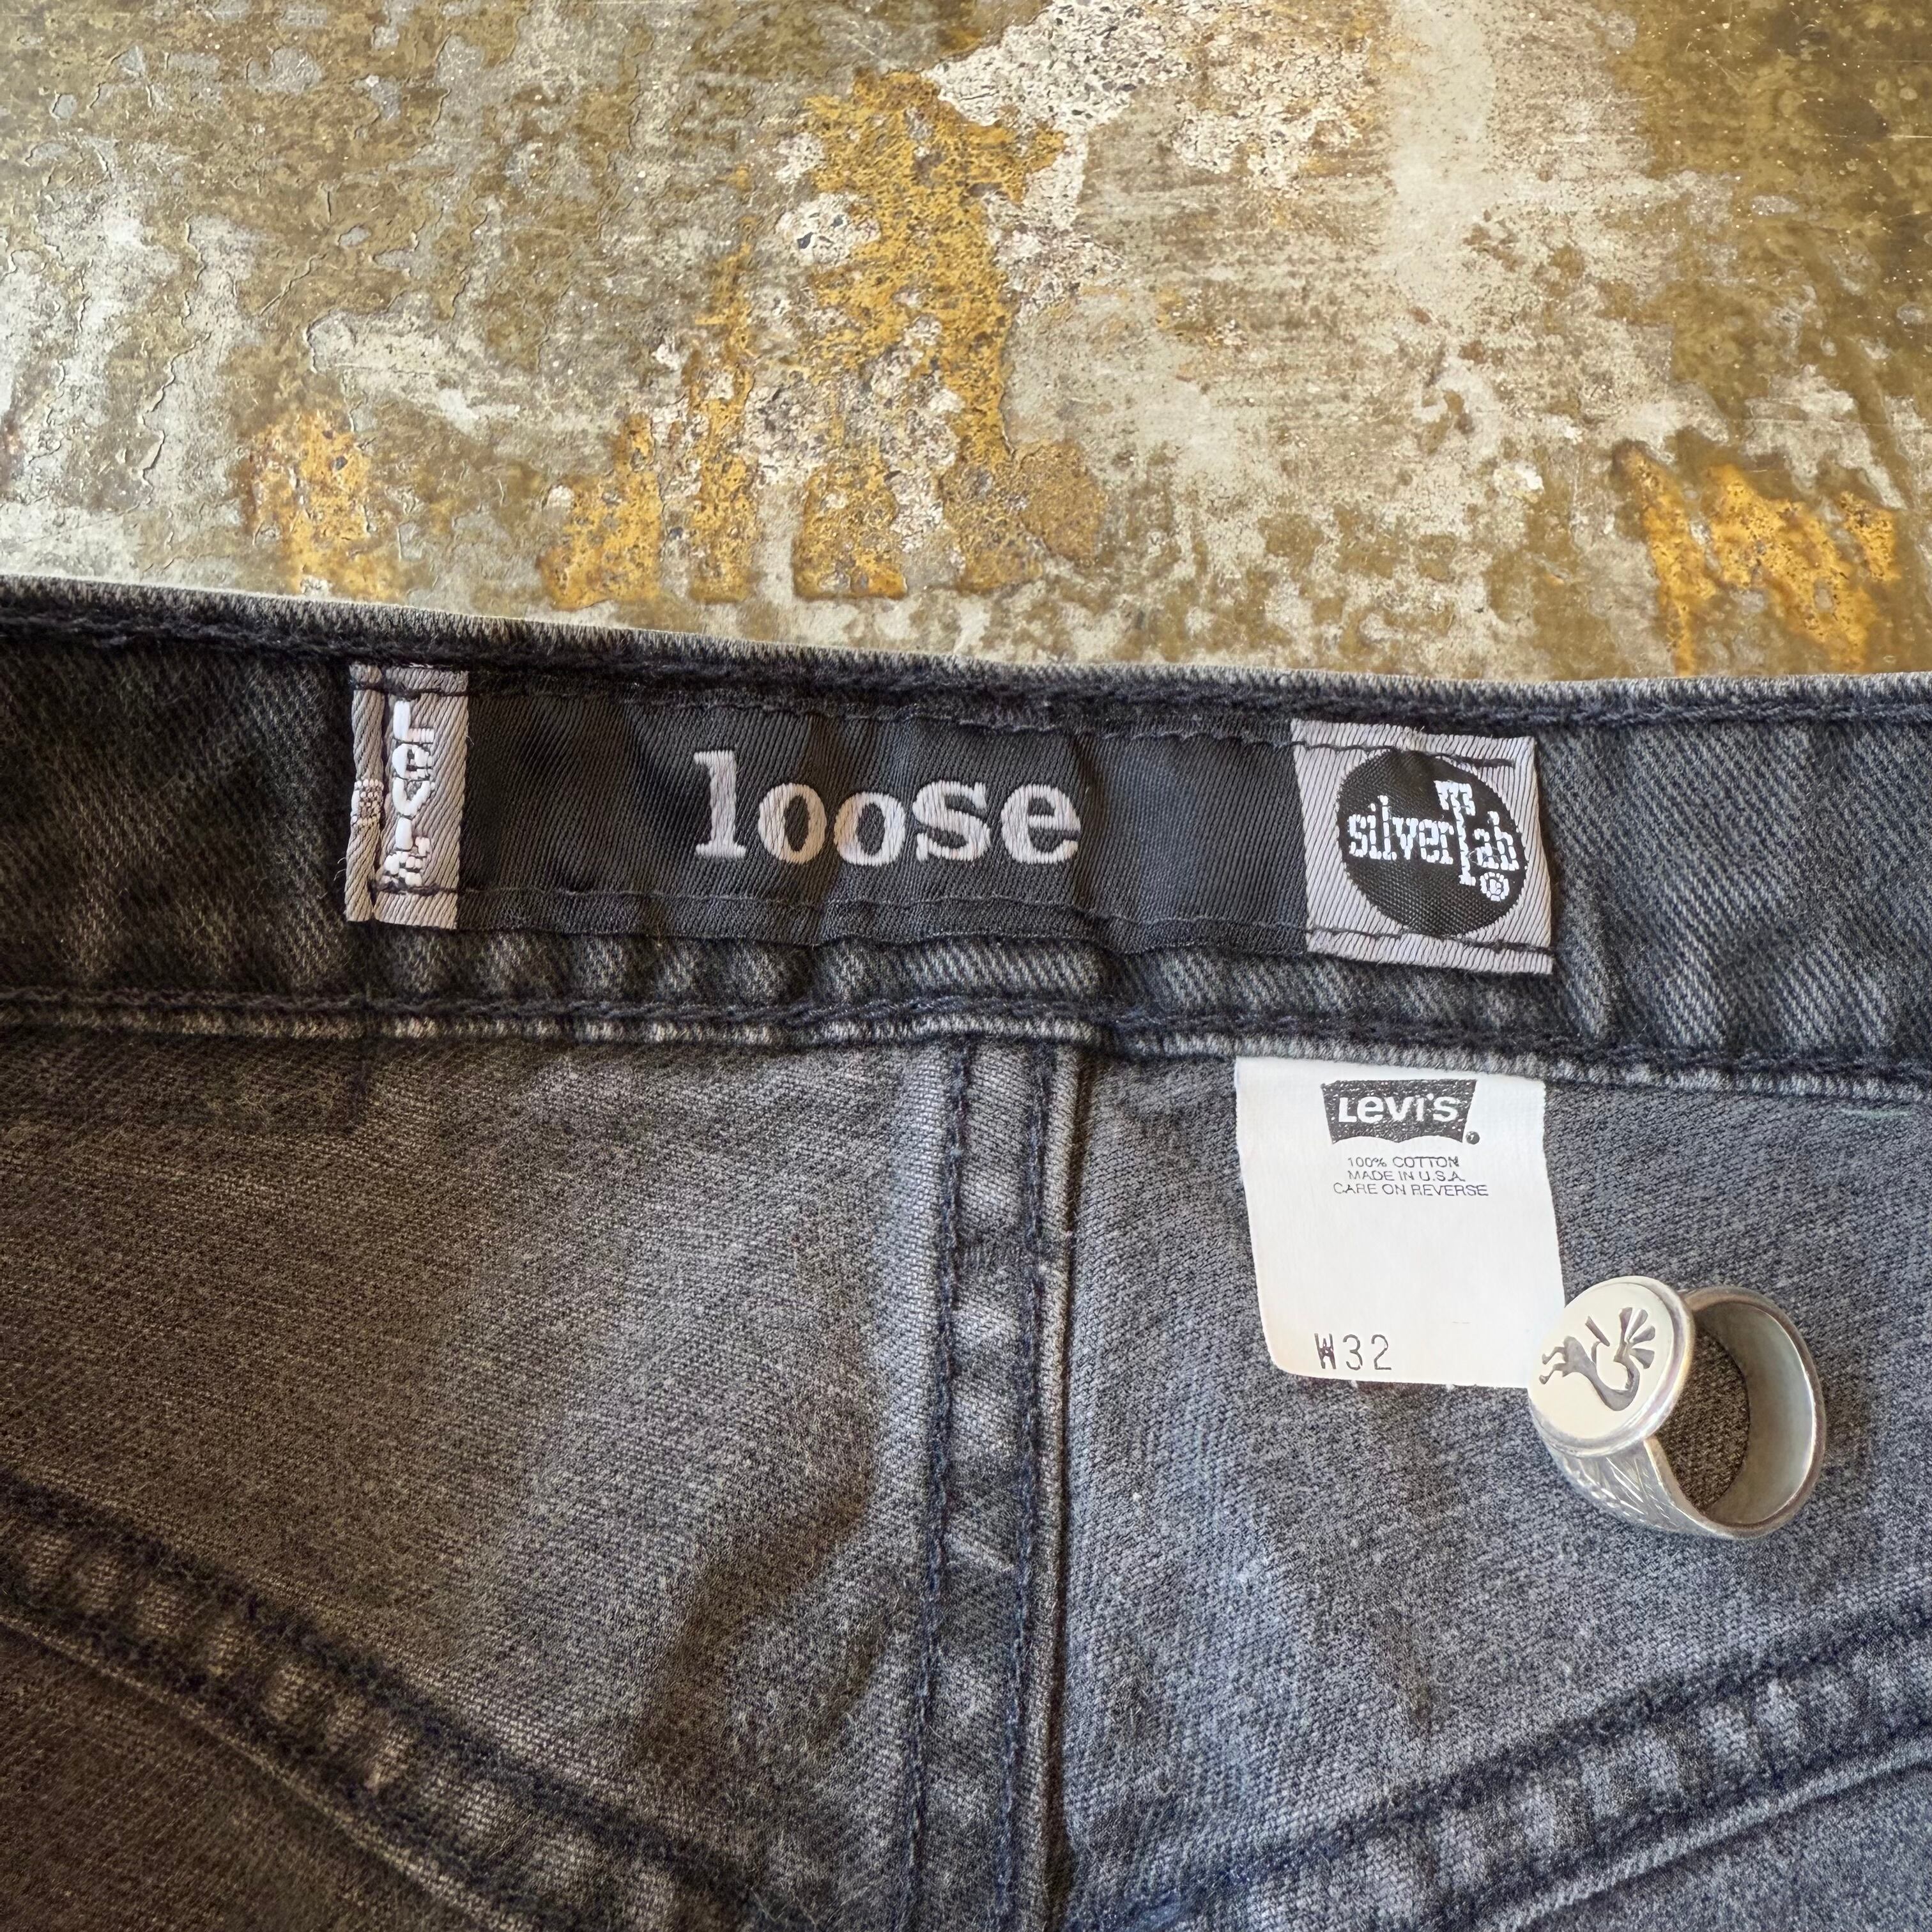 Levi's
loose
silverTab®
Levi's
100% COTTON
MADE IN U.S.A.
CARE ON REVERSE
W32